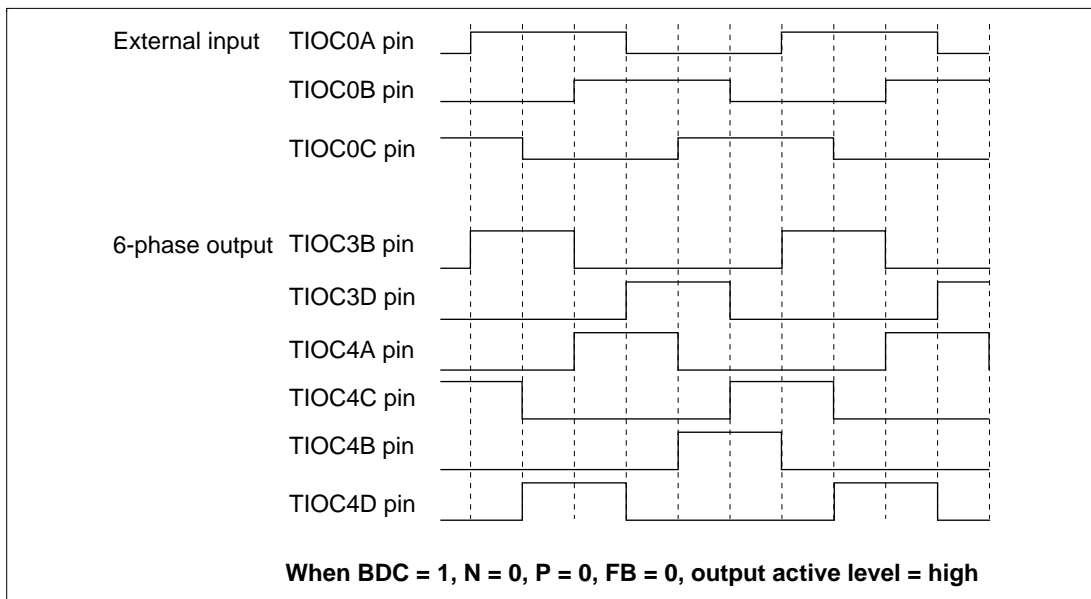 External input TIOC0A pin
TIOC0B pin
TIOC0C pin
6-phase output TIOC3B pin
TIOC3D pin
TIOC4A pin
TIOC4C pin
TIOC4B pin
TIOC4D pin
When BDC = 1, N = 0, P = 0, FB = 0, output active level = high